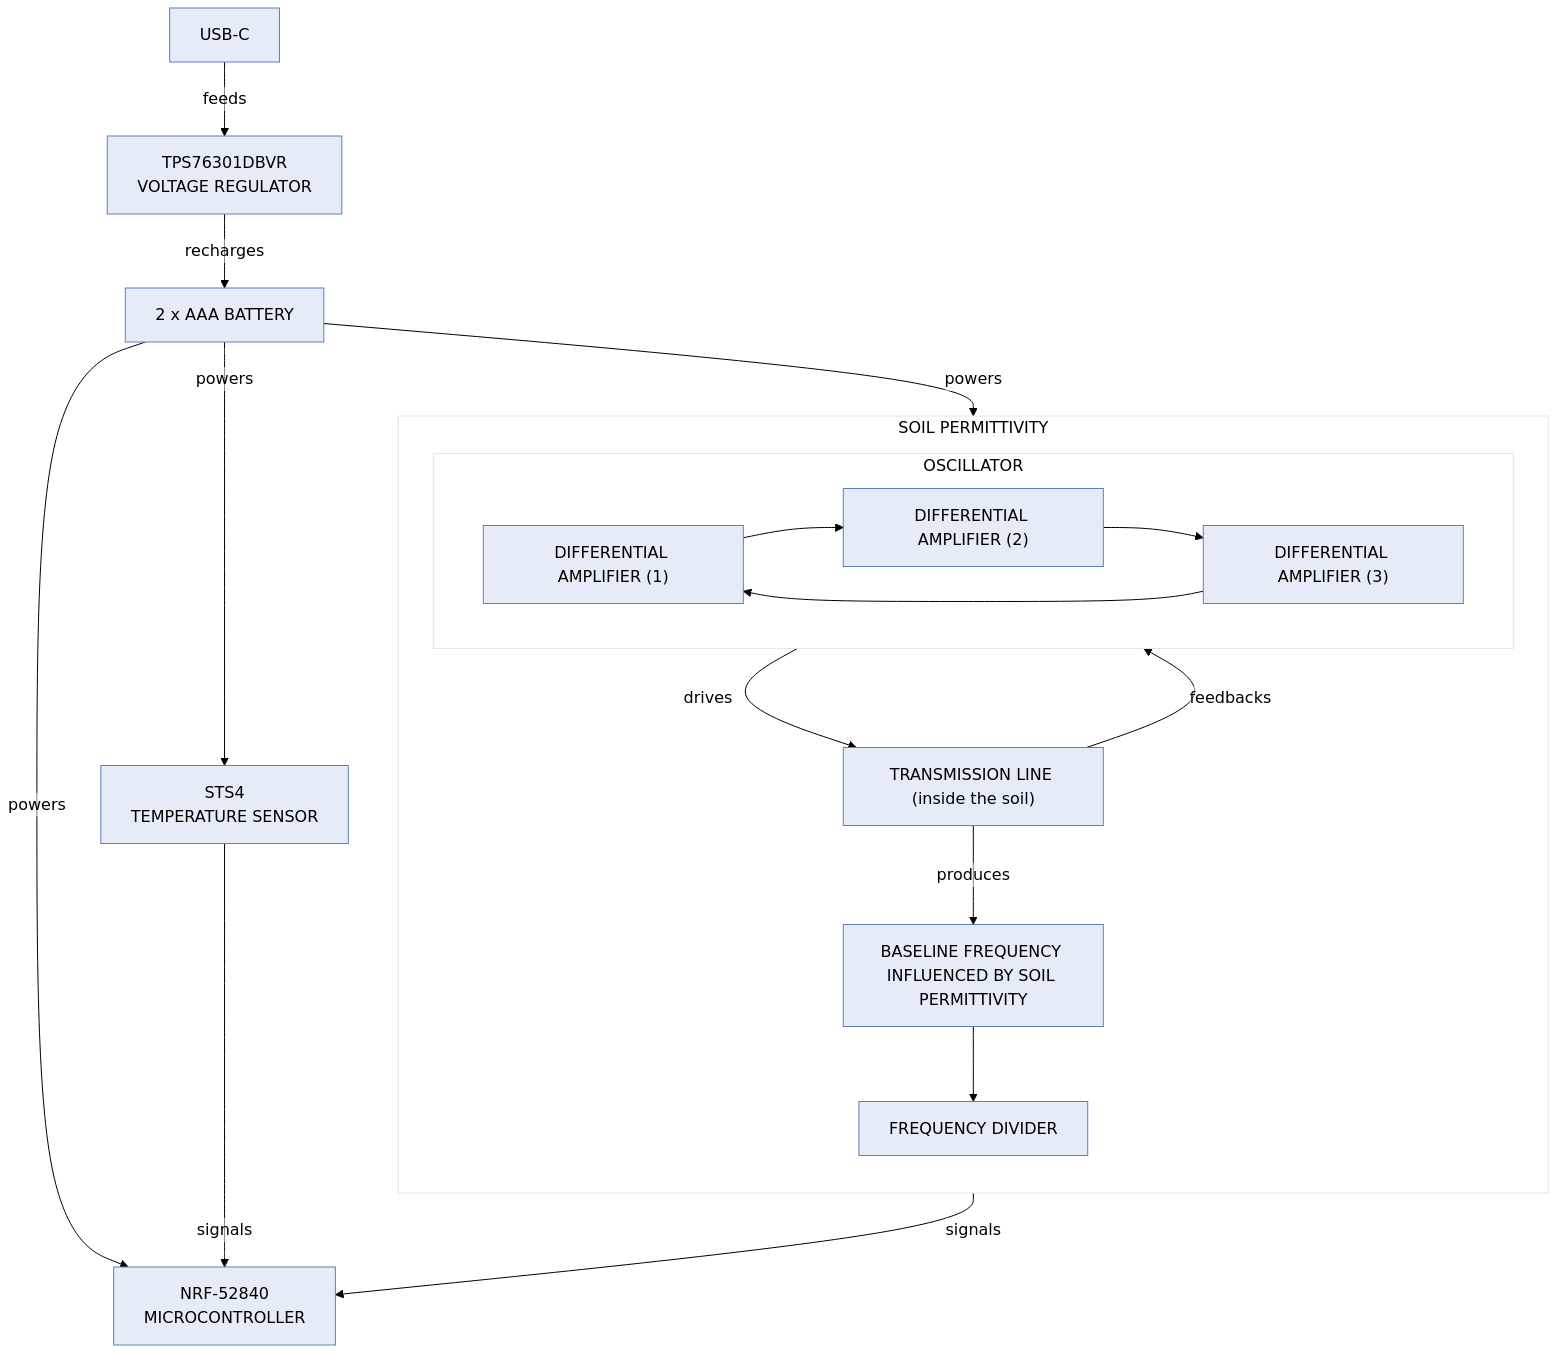 USB-C
feeds
TPS76301DBVR
VOLTAGE REGULATOR
recharges
2 x AAA BATTERY
powers
powers
SOIL PERMITTIVITY
OSCILLATOR
DIFFERENTIAL
AMPLIFIER (1)
DIFFERENTIAL
AMPLIFIER (2)
DIFFERENTIAL
AMPLIFIER (3)
drives
feedbacks
TRANSMISSION LINE
(inside the soil)
powers
STS4
TEMPERATURE SENSOR
produces
BASELINE FREQUENCY
INFLUENCED BY SOIL
PERMITTIVITY
FREQUENCY DIVIDER
signals
signals
NRF-52840
MICROCONTROLLER